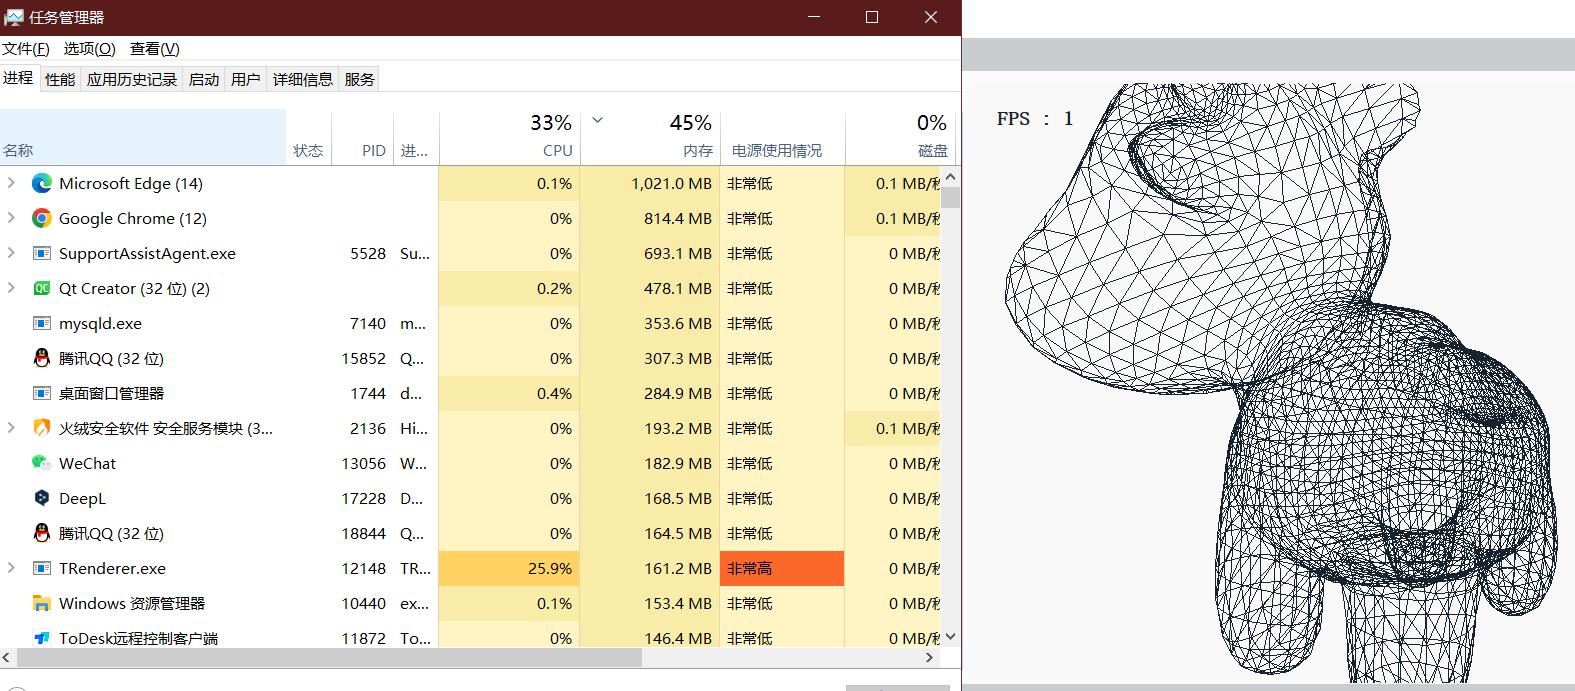 任务管理器
文件(F) 选项(O) 查看(V)
进程 性能 应用历史记录 启动 用户 详细信息 服务
33% 45% 0%
名称 状态 PID 进... CPU 内存 电源使用情况 磁盘
Microsoft Edge (14) 0.1% 1,021.0 MB 非常低 0.1 MB/秒
Google Chrome (12) 0% 814.4 MB 非常低 0.1 MB/秒
SupportAssistAgent.exe 5528 Su... 0% 693.1 MB 非常低 0 MB/秒
Qt Creator (32 位) (2) 0.2% 478.1 MB 非常低 0 MB/秒
mysqld.exe 7140 m... 0% 353.6 MB 非常低 0 MB/秒
腾讯QQ (32 位) 15852 Q... 0% 307.3 MB 非常低 0 MB/秒
桌面窗口管理器 1744 d... 0.4% 284.9 MB 非常低 0 MB/秒
火绒安全软件 安全服务模块 (3... 2136 Hi... 0% 193.2 MB 非常低 0.1 MB/秒
WeChat 13056 W... 0% 182.9 MB 非常低 0 MB/秒
DeepL 17228 D... 0% 168.5 MB 非常低 0 MB/秒
腾讯QQ (32 位) 18844 Q... 0% 164.5 MB 非常低 0 MB/秒
TRenderer.exe 12148 TR... 25.9% 161.2 MB 非常高 0 MB/秒
Windows 资源管理器 10440 ex... 0.1% 153.4 MB 非常低 0 MB/秒
ToDesk远程控制客户端 11872 To... 0% 146.4 MB 非常低 0 MB/秒
FPS : 1